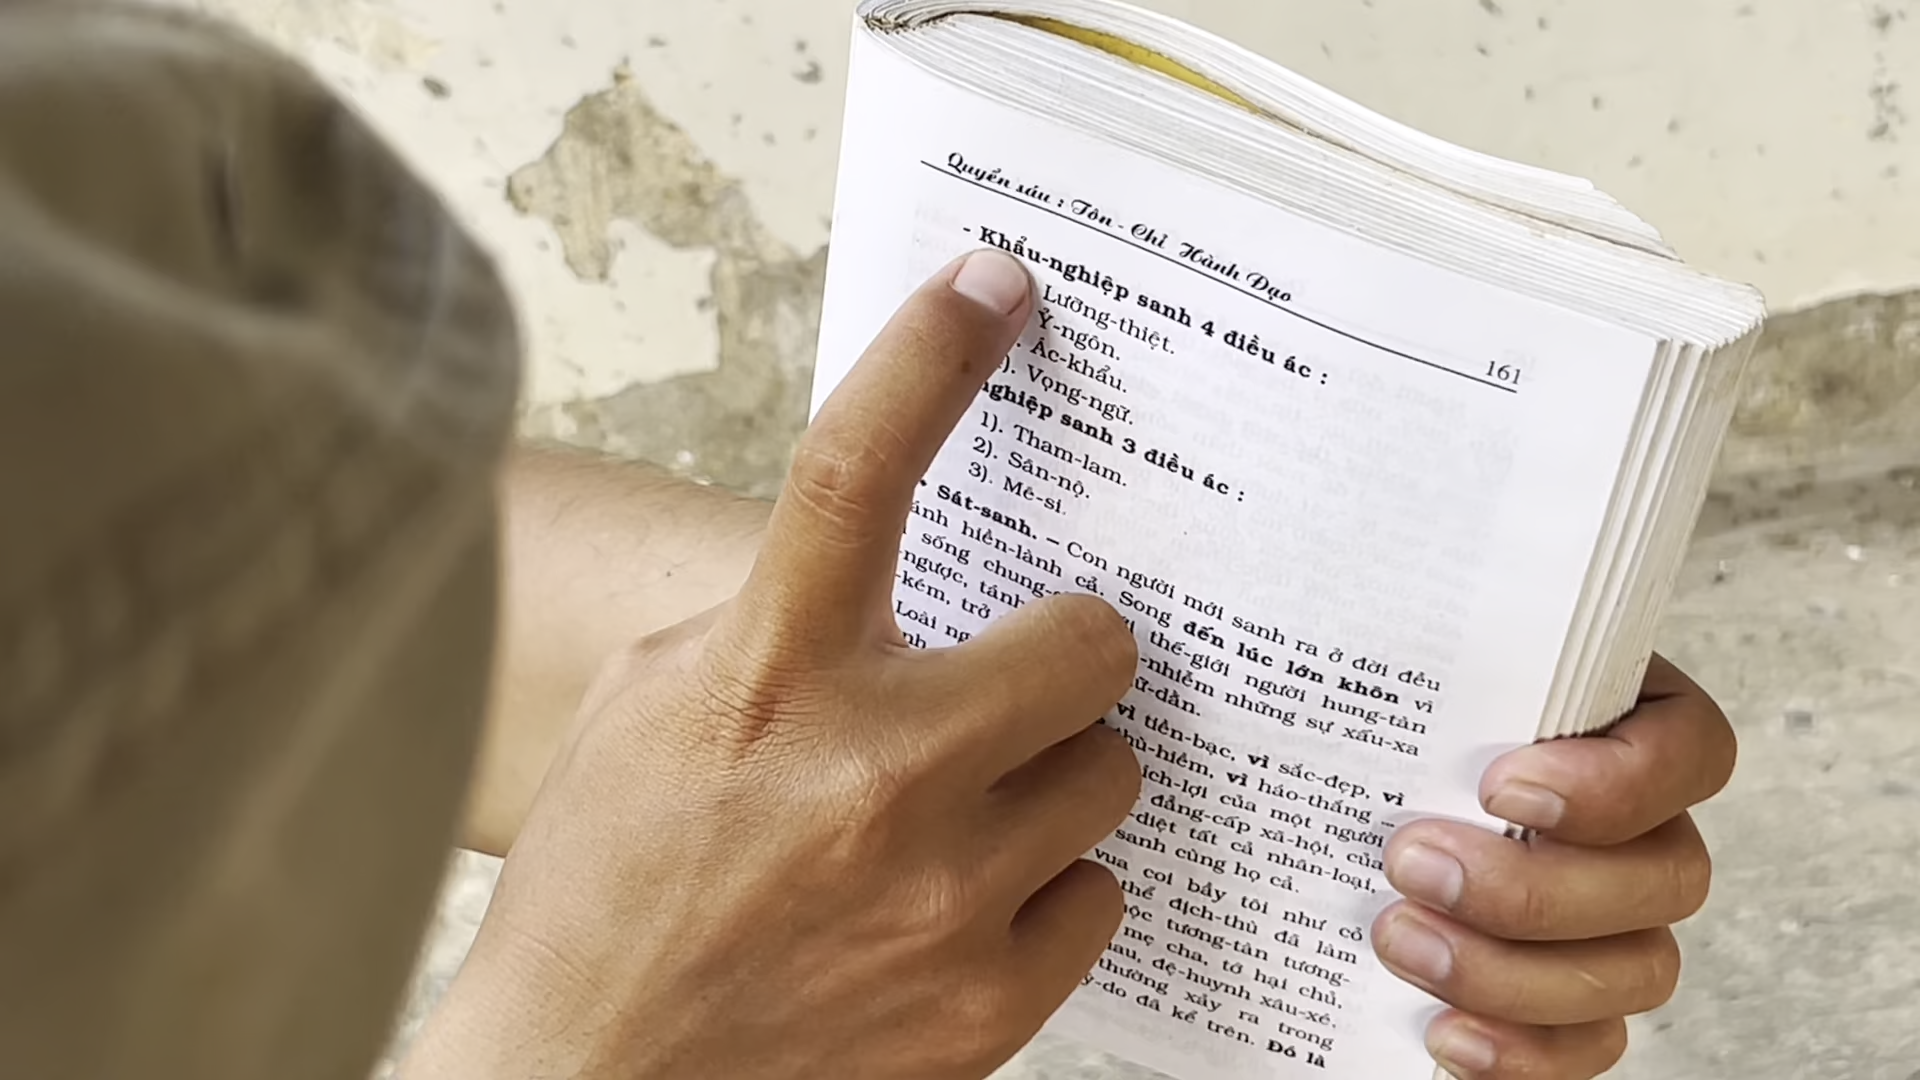 Quyển sáu : Tôn - Chỉ Hành Đạo
161
- Khẩu-nghiệp sanh 4 điều ác :
Lưỡng-thiệt.
Ỷ-ngôn.
Ác-khẩu.
). Vọng-ngữ.
nghiệp sanh 3 điều ác :
1). Tham-lam.
2). Sân-nộ.
3). Mê-si.
Sát-sanh. – Con người mới sanh ra ở đời đều
ánh hiền-lành cả. Song đến lúc lớn khôn vì
sống chung- thế-giới người hung-tàn
-ngược, tánh -nhiễm những sự xấu-xa
-kém, trở ữ-dằn.
Loài vì tiền-bạc, vì sắc-đẹp, vì
thù-hiềm, vì háo-thắng –
ích-lợi của một người
đẳng-cấp xã-hội, của
-diệt tất cả nhân-loại,
sanh cùng họ cả.
vua coi bầy tôi như cỏ
thể địch-thù đã làm
tương-tàn tương-
mẹ cha, tớ hại chủ,
đệ-huynh xâu-xé,
thường xảy ra trong
-do đã kể trên. Đó là